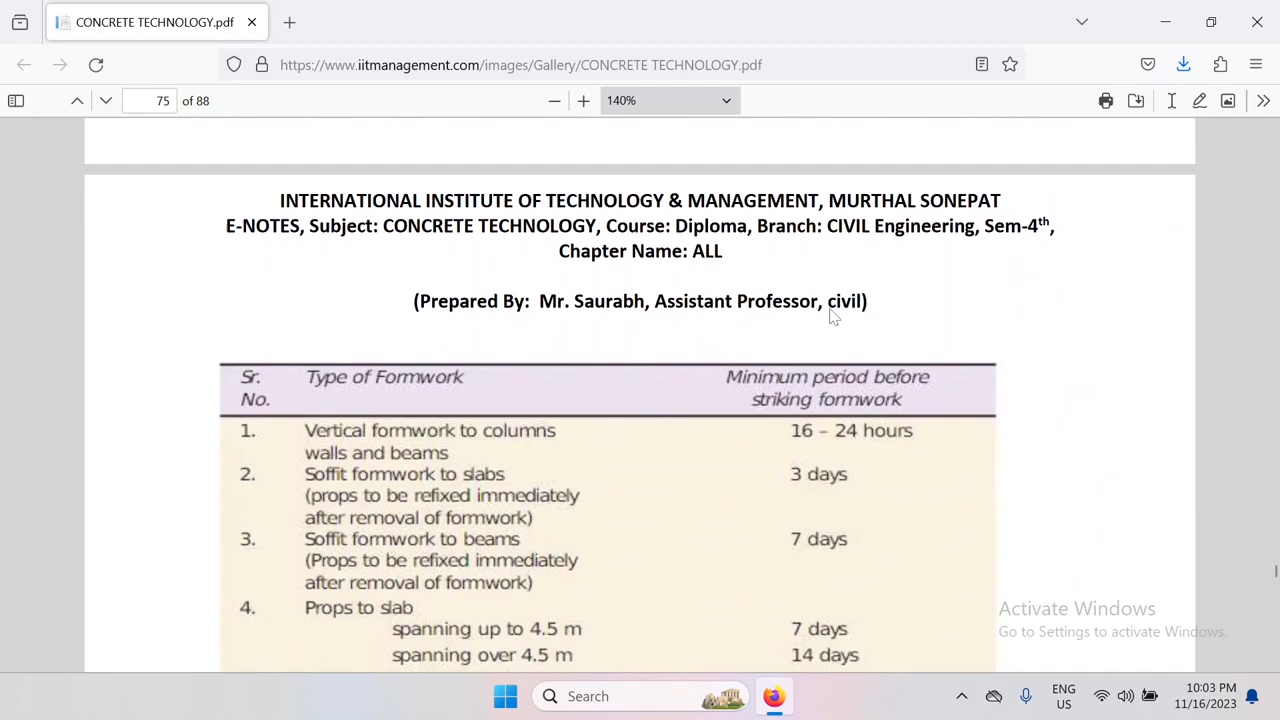 CONCRETE TECHNOLOGY.pdf
https://www.iitmanagement.com/images/Gallery/CONCRETE TECHNOLOGY.pdf
75 of 88
140%
INTERNATIONAL INSTITUTE OF TECHNOLOGY & MANAGEMENT, MURTHAL SONEPAT
E-NOTES, Subject: CONCRETE TECHNOLOGY, Course: Diploma, Branch: CIVIL Engineering, Sem-4th,
Chapter Name: ALL
(Prepared By: Mr. Saurabh, Assistant Professor, civil)
Sr. Type of Formwork Minimum period before
No. striking formwork
1. Vertical formwork to columns 16 – 24 hours
walls and beams
2. Soffit formwork to slabs 3 days
(props to be refixed immediately
after removal of formwork)
3. Soffit formwork to beams 7 days
(Props to be refixed immediately
after removal of formwork)
4. Props to slab
spanning up to 4.5 m 7 days
spanning over 4.5 m 14 days
Activate Windows
Go to Settings to activate Windows.
Search
ENG
US
10:03 PM
11/16/2023